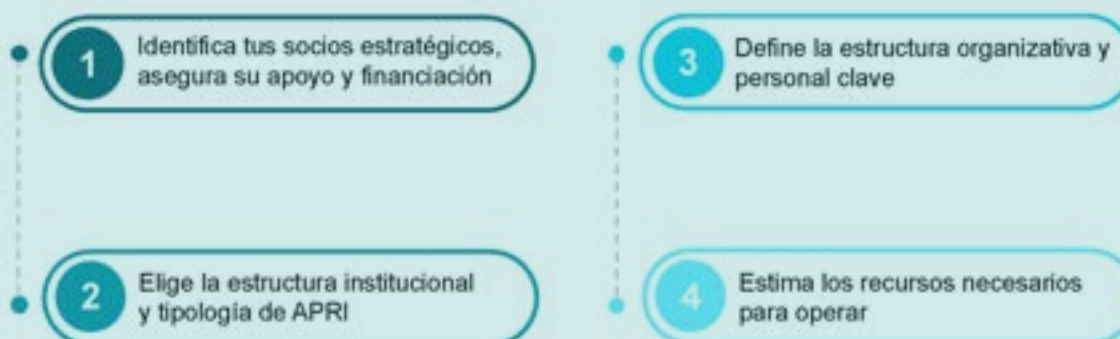 1
Identifica tus socios estratégicos,
asegura su apoyo y financiación
2
Elige la estructura institucional
y tipología de APRI
3
Define la estructura organizativa y
personal clave
4
Estima los recursos necesarios
para operar